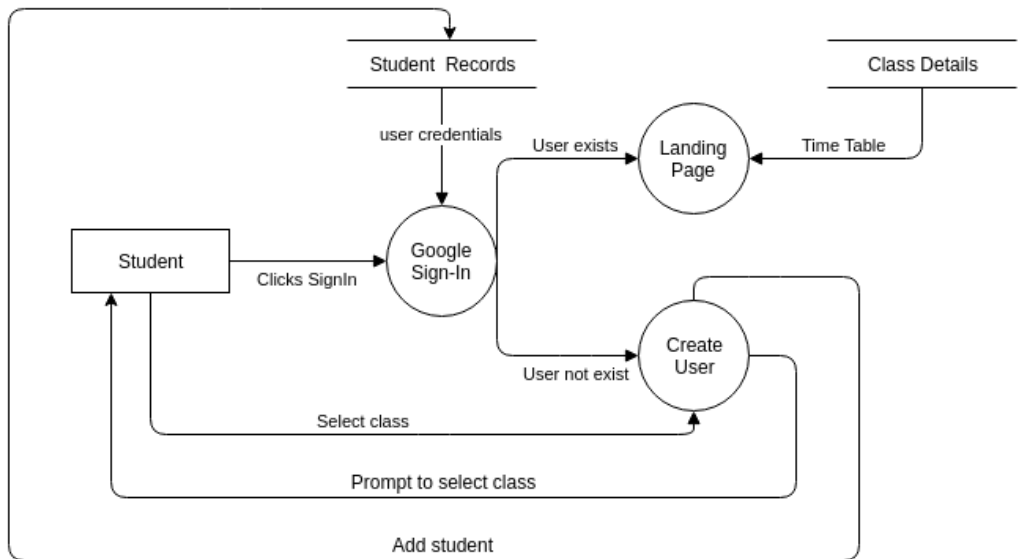 Student  Records
Class Details
user credentials
User exists
Landing
Page
Time Table
Student
Clicks SignIn
Google
Sign-In
Create
User
User not exist
Select class
Prompt to select class
Add student